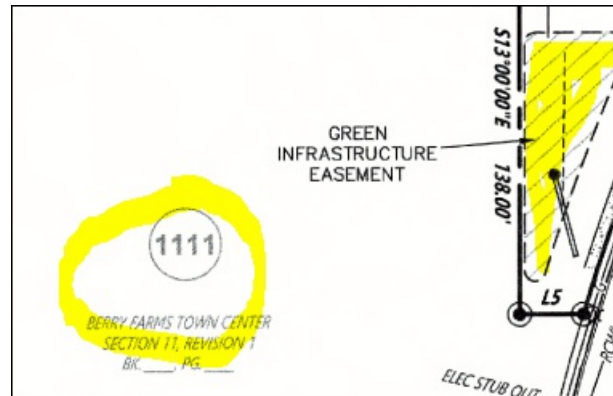 S13°00'00"E
138.00'
GREEN
INFRASTRUCTURE
EASEMENT
1111
BERRY FARMS TOWN CENTER
SECTION 11, REVISION 1
BK.____, PG.____
L5
ELEC STUB OUT